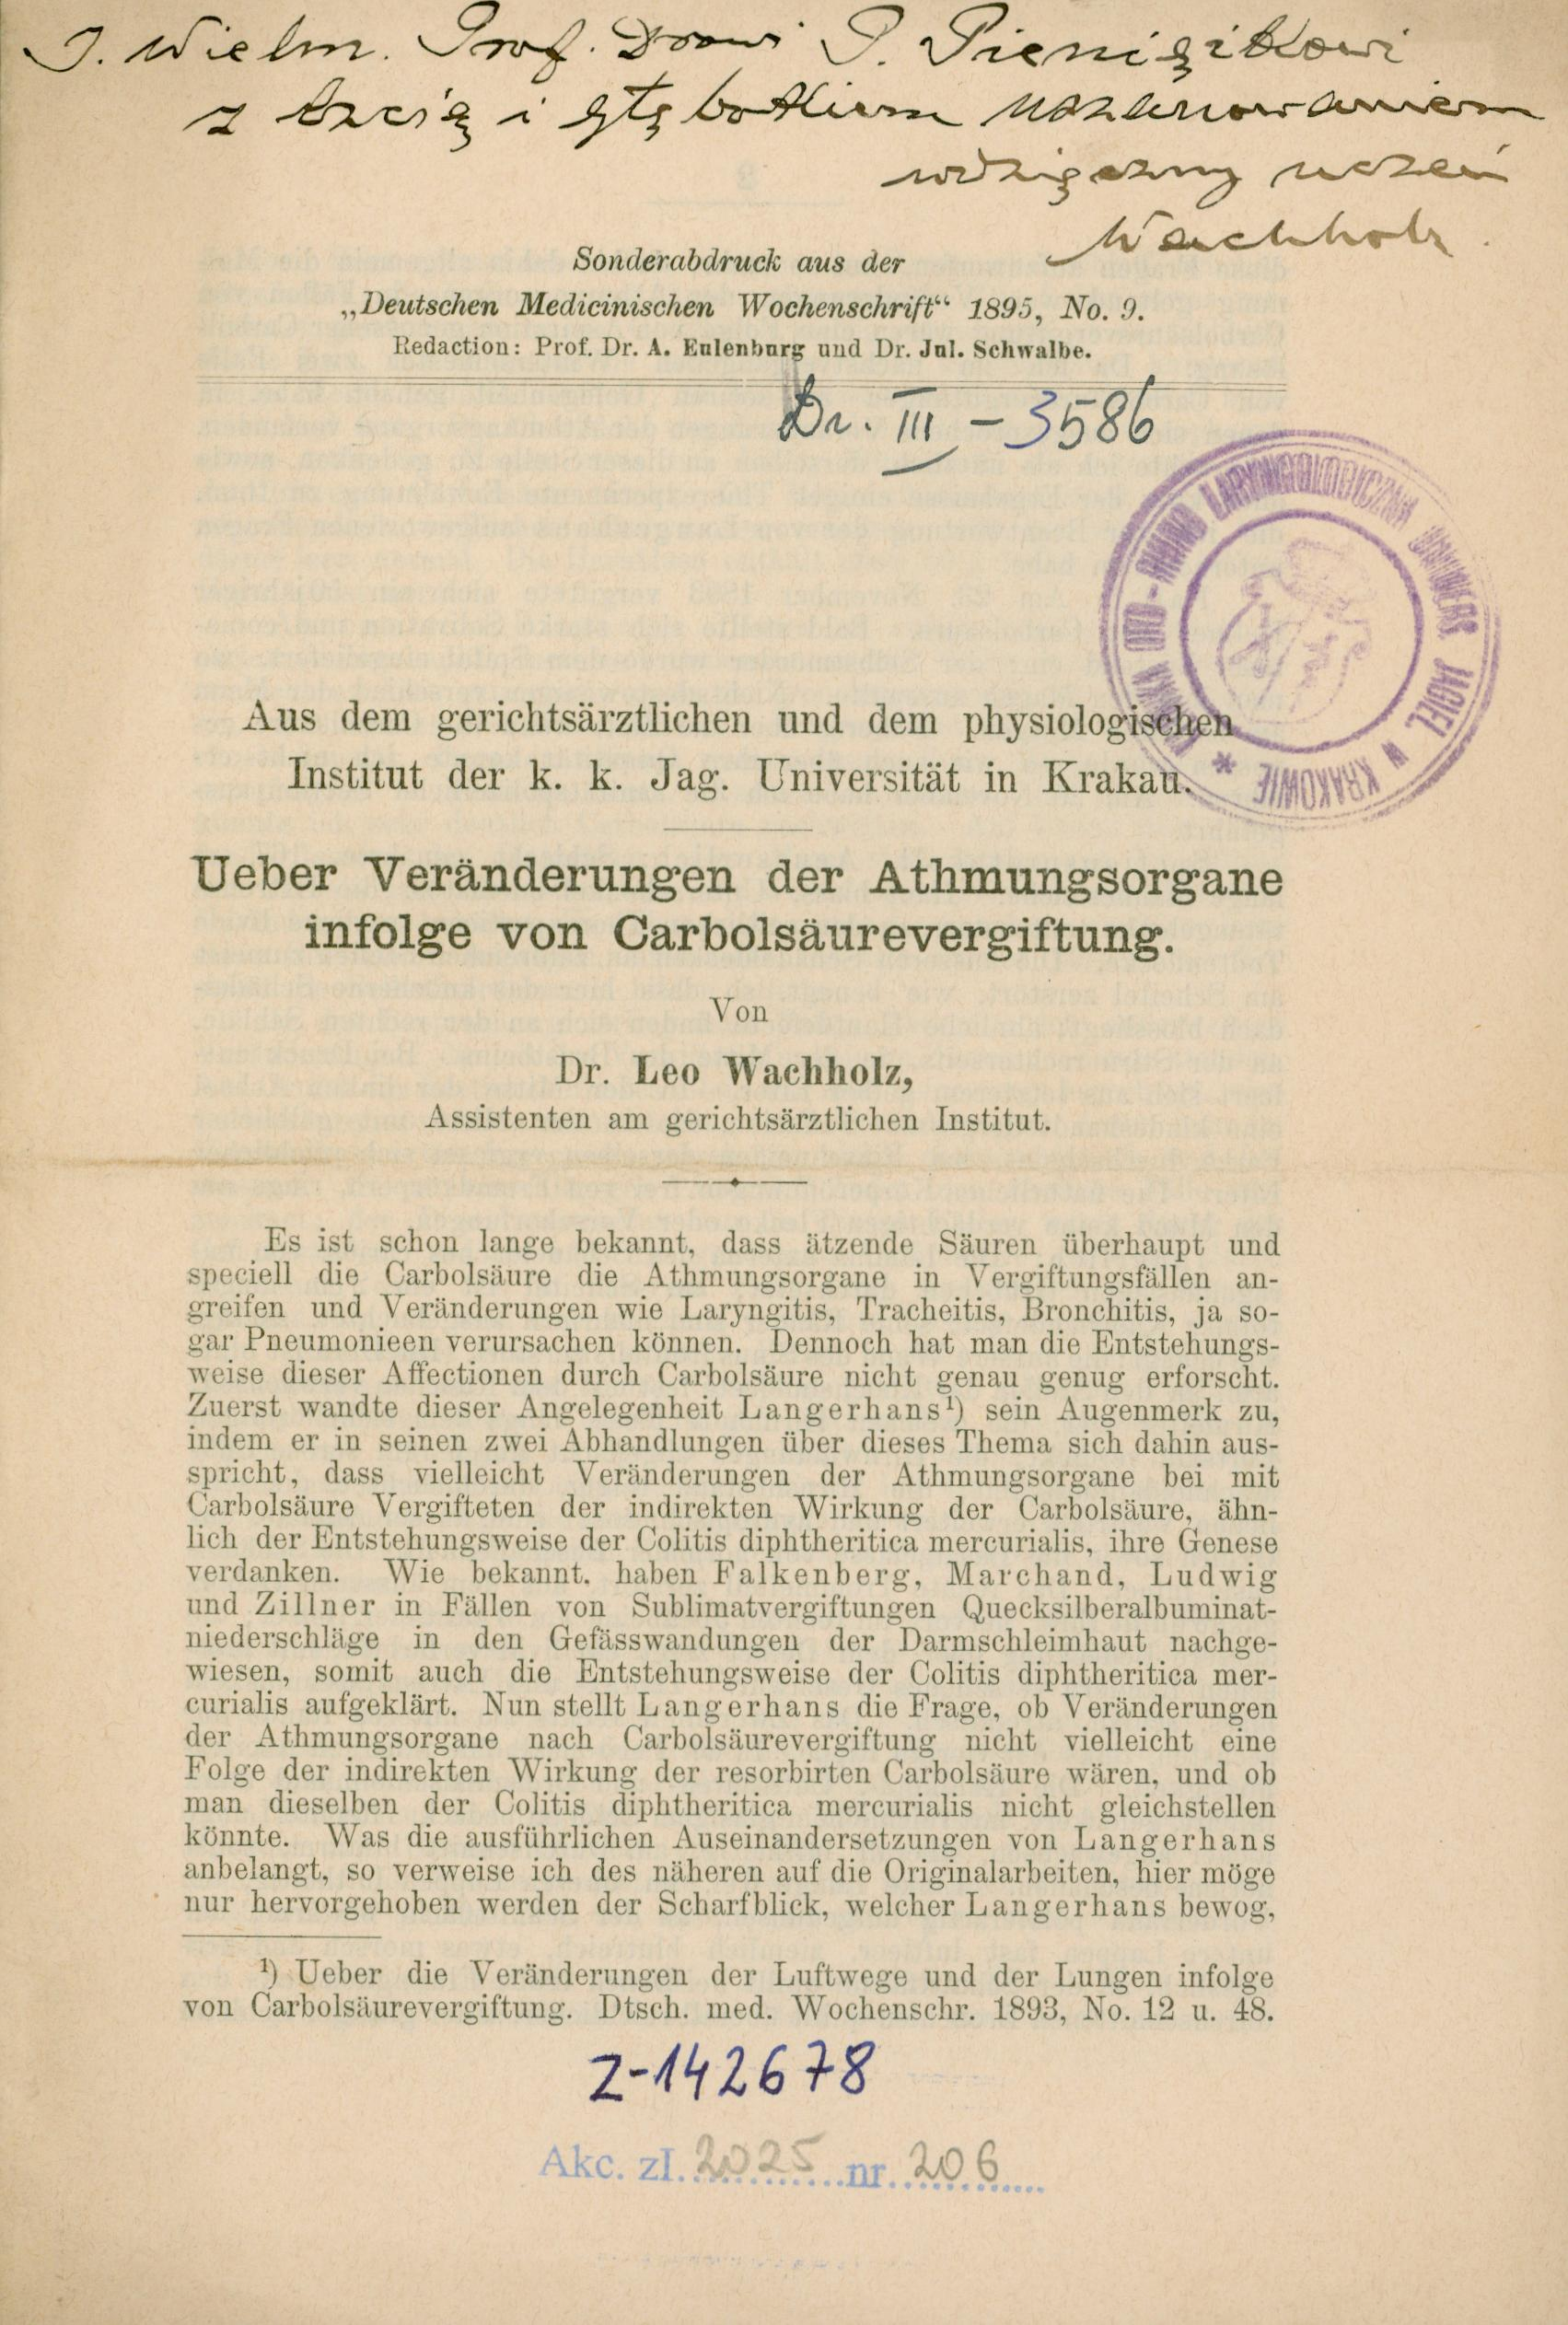 J. Wielm. Prof. Drowi P. Pieniążkowi
z czcią i głębokiem uszanowaniem
wdzięczny uczeń
Wachholz.
Sonderabdruck aus der
„Deutschen Medicinischen Wochenschrift“ 1895, No. 9.
Redaction: Prof. Dr. A. Eulenburg und Dr. Jul. Schwalbe.
Dr. III - 3586
OTO-RHINO LARYNGOLOGICZNA UNIWERS. JAGIEL. W KRAKOWIE *
Aus dem gerichtsärztlichen und dem physiologischen
Institut der k. k. Jag. Universität in Krakau.
Ueber Veränderungen der Athmungsorgane
infolge von Carbolsäurevergiftung.
Von
Dr. Leo Wachholz,
Assistenten am gerichtsärztlichen Institut.
Es ist schon lange bekannt, dass ätzende Säuren überhaupt und
speciell die Carbolsäure die Athmungsorgane in Vergiftungsfällen an-
greifen und Veränderungen wie Laryngitis, Tracheitis, Bronchitis, ja so-
gar Pneumonieen verursachen können. Dennoch hat man die Entstehungs-
weise dieser Affectionen durch Carbolsäure nicht genau genug erforscht.
Zuerst wandte dieser Angelegenheit Langerhans¹) sein Augenmerk zu,
indem er in seinen zwei Abhandlungen über dieses Thema sich dahin aus-
spricht, dass vielleicht Veränderungen der Athmungsorgane bei mit
Carbolsäure Vergifteten der indirekten Wirkung der Carbolsäure, ähn-
lich der Entstehungsweise der Colitis diphtheritica mercurialis, ihre Genese
verdanken. Wie bekannt, haben Falkenberg, Marchand, Ludwig
und Zillner in Fällen von Sublimatvergiftungen Quecksilberalbuminat-
niederschläge in den Gefässwandungen der Darmschleimhaut nachge-
wiesen, somit auch die Entstehungsweise der Colitis diphtheritica mer-
curialis aufgeklärt. Nun stellt Langerhans die Frage, ob Veränderungen
der Athmungsorgane nach Carbolsäurevergiftung nicht vielleicht eine
Folge der indirekten Wirkung der resorbirten Carbolsäure wären, und ob
man dieselben der Colitis diphtheritica mercurialis nicht gleichstellen
könnte. Was die ausführlichen Auseinandersetzungen von Langerhans
anbelangt, so verweise ich des näheren auf die Originalarbeiten, hier möge
nur hervorgehoben werden der Scharfblick, welcher Langerhans bewog,
¹) Ueber die Veränderungen der Luftwege und der Lungen infolge
von Carbolsäurevergiftung. Dtsch. med. Wochenschr. 1893, No. 12 u. 48.
Z-142678
Akc. zl. 2025 nr. 206